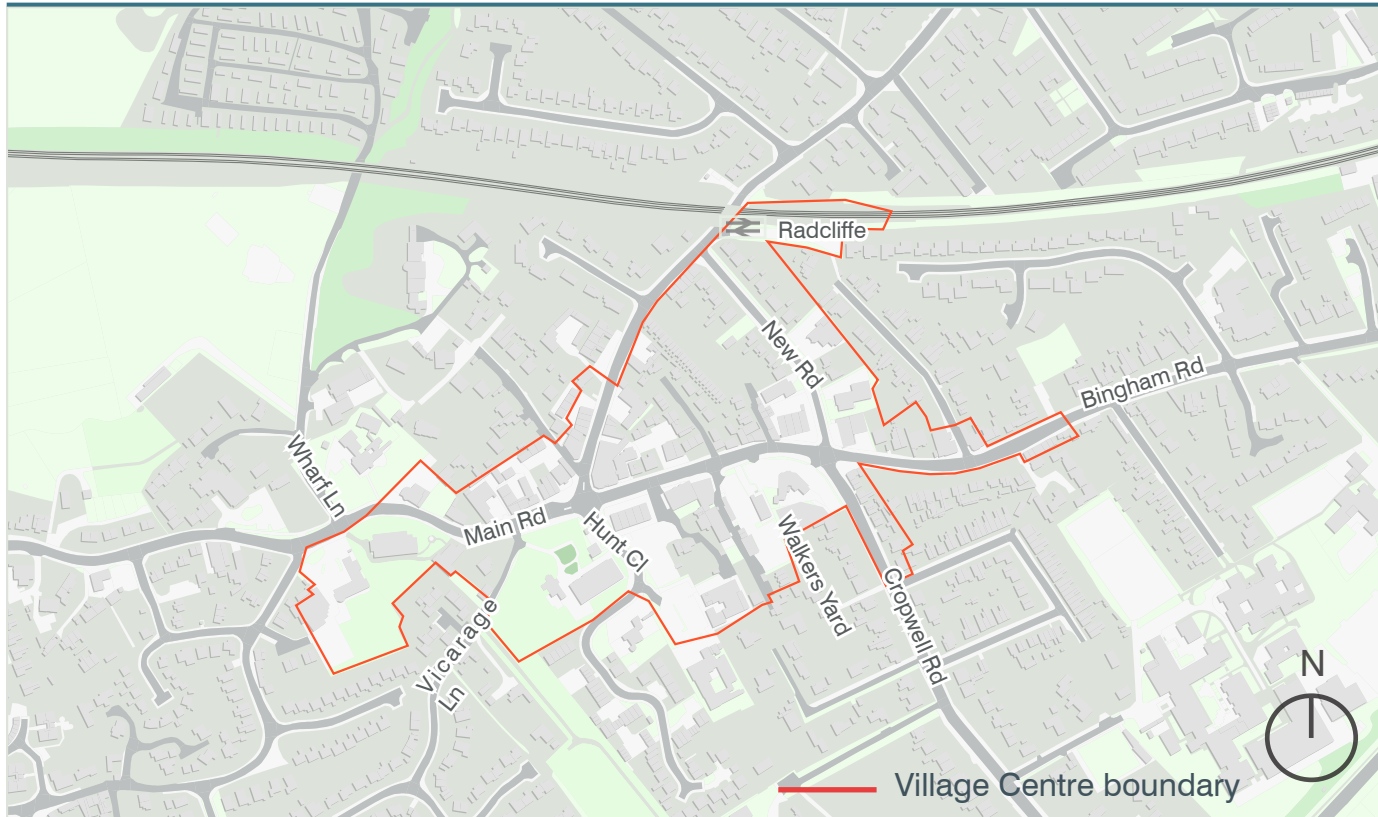 Radcliffe
New Rd
Bingham Rd
Wharf Ln
Main Rd
Hunt Cl
Walkers Yard
Cropwell Rd
Vicarage
Ln
N
Village Centre boundary